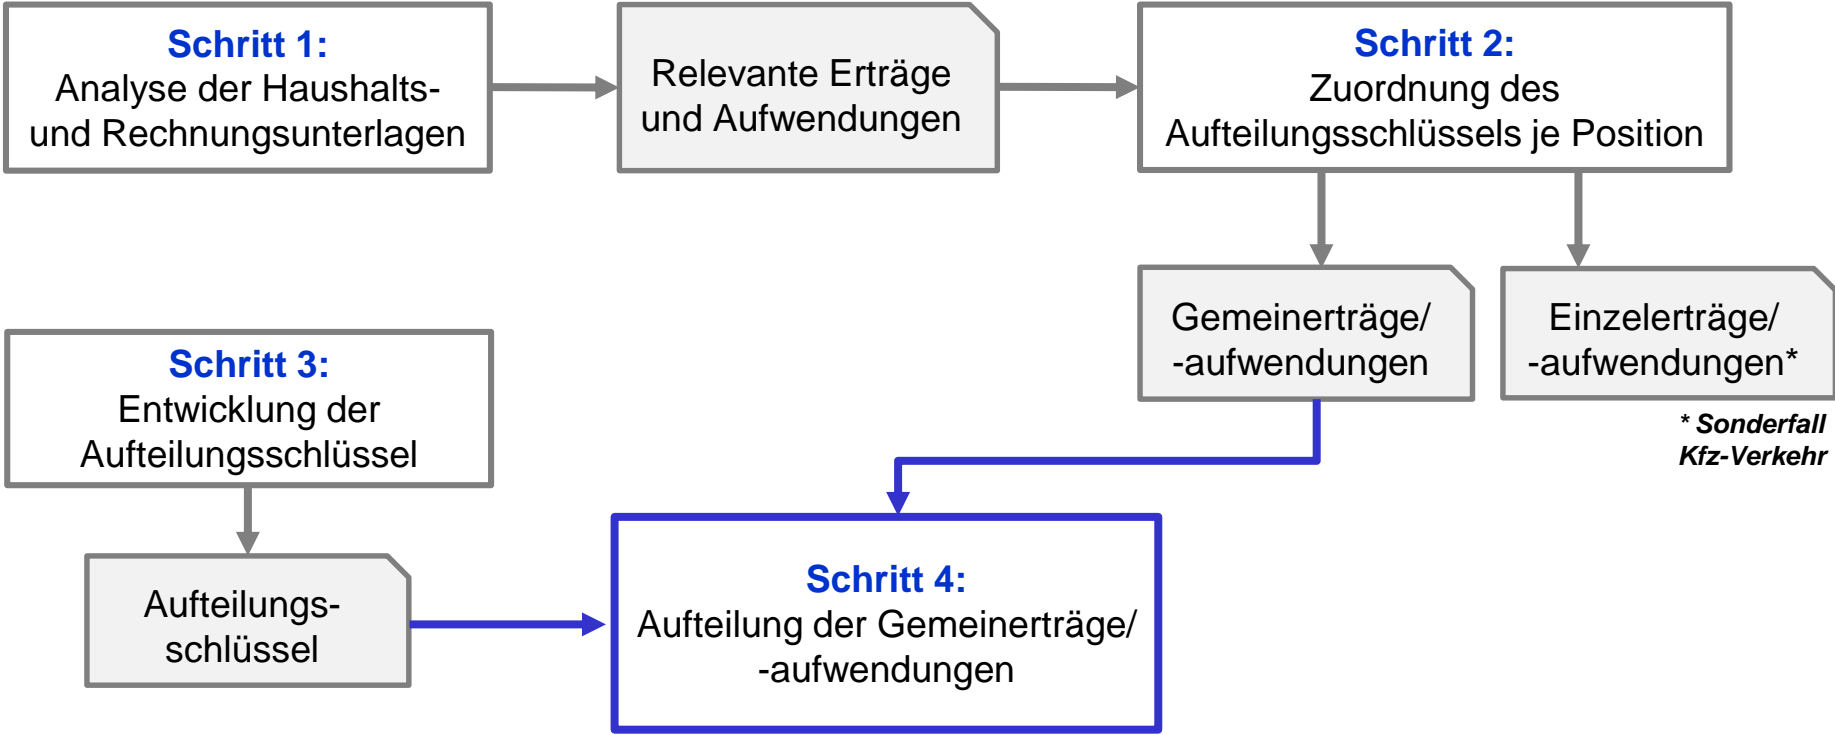 Schritt 1:
Analyse der Haushalts-
und Rechnungsunterlagen
Relevante Erträge
und Aufwendungen
Schritt 2:
Zuordnung des
Aufteilungsschlüssels je Position
Gemeinerträge/
-aufwendungen
Einzelerträge/
-aufwendungen*
* Sonderfall
Kfz-Verkehr
Schritt 3:
Entwicklung der
Aufteilungsschlüssel
Aufteilungs-
schlüssel
Schritt 4:
Aufteilung der Gemeinerträge/
-aufwendungen